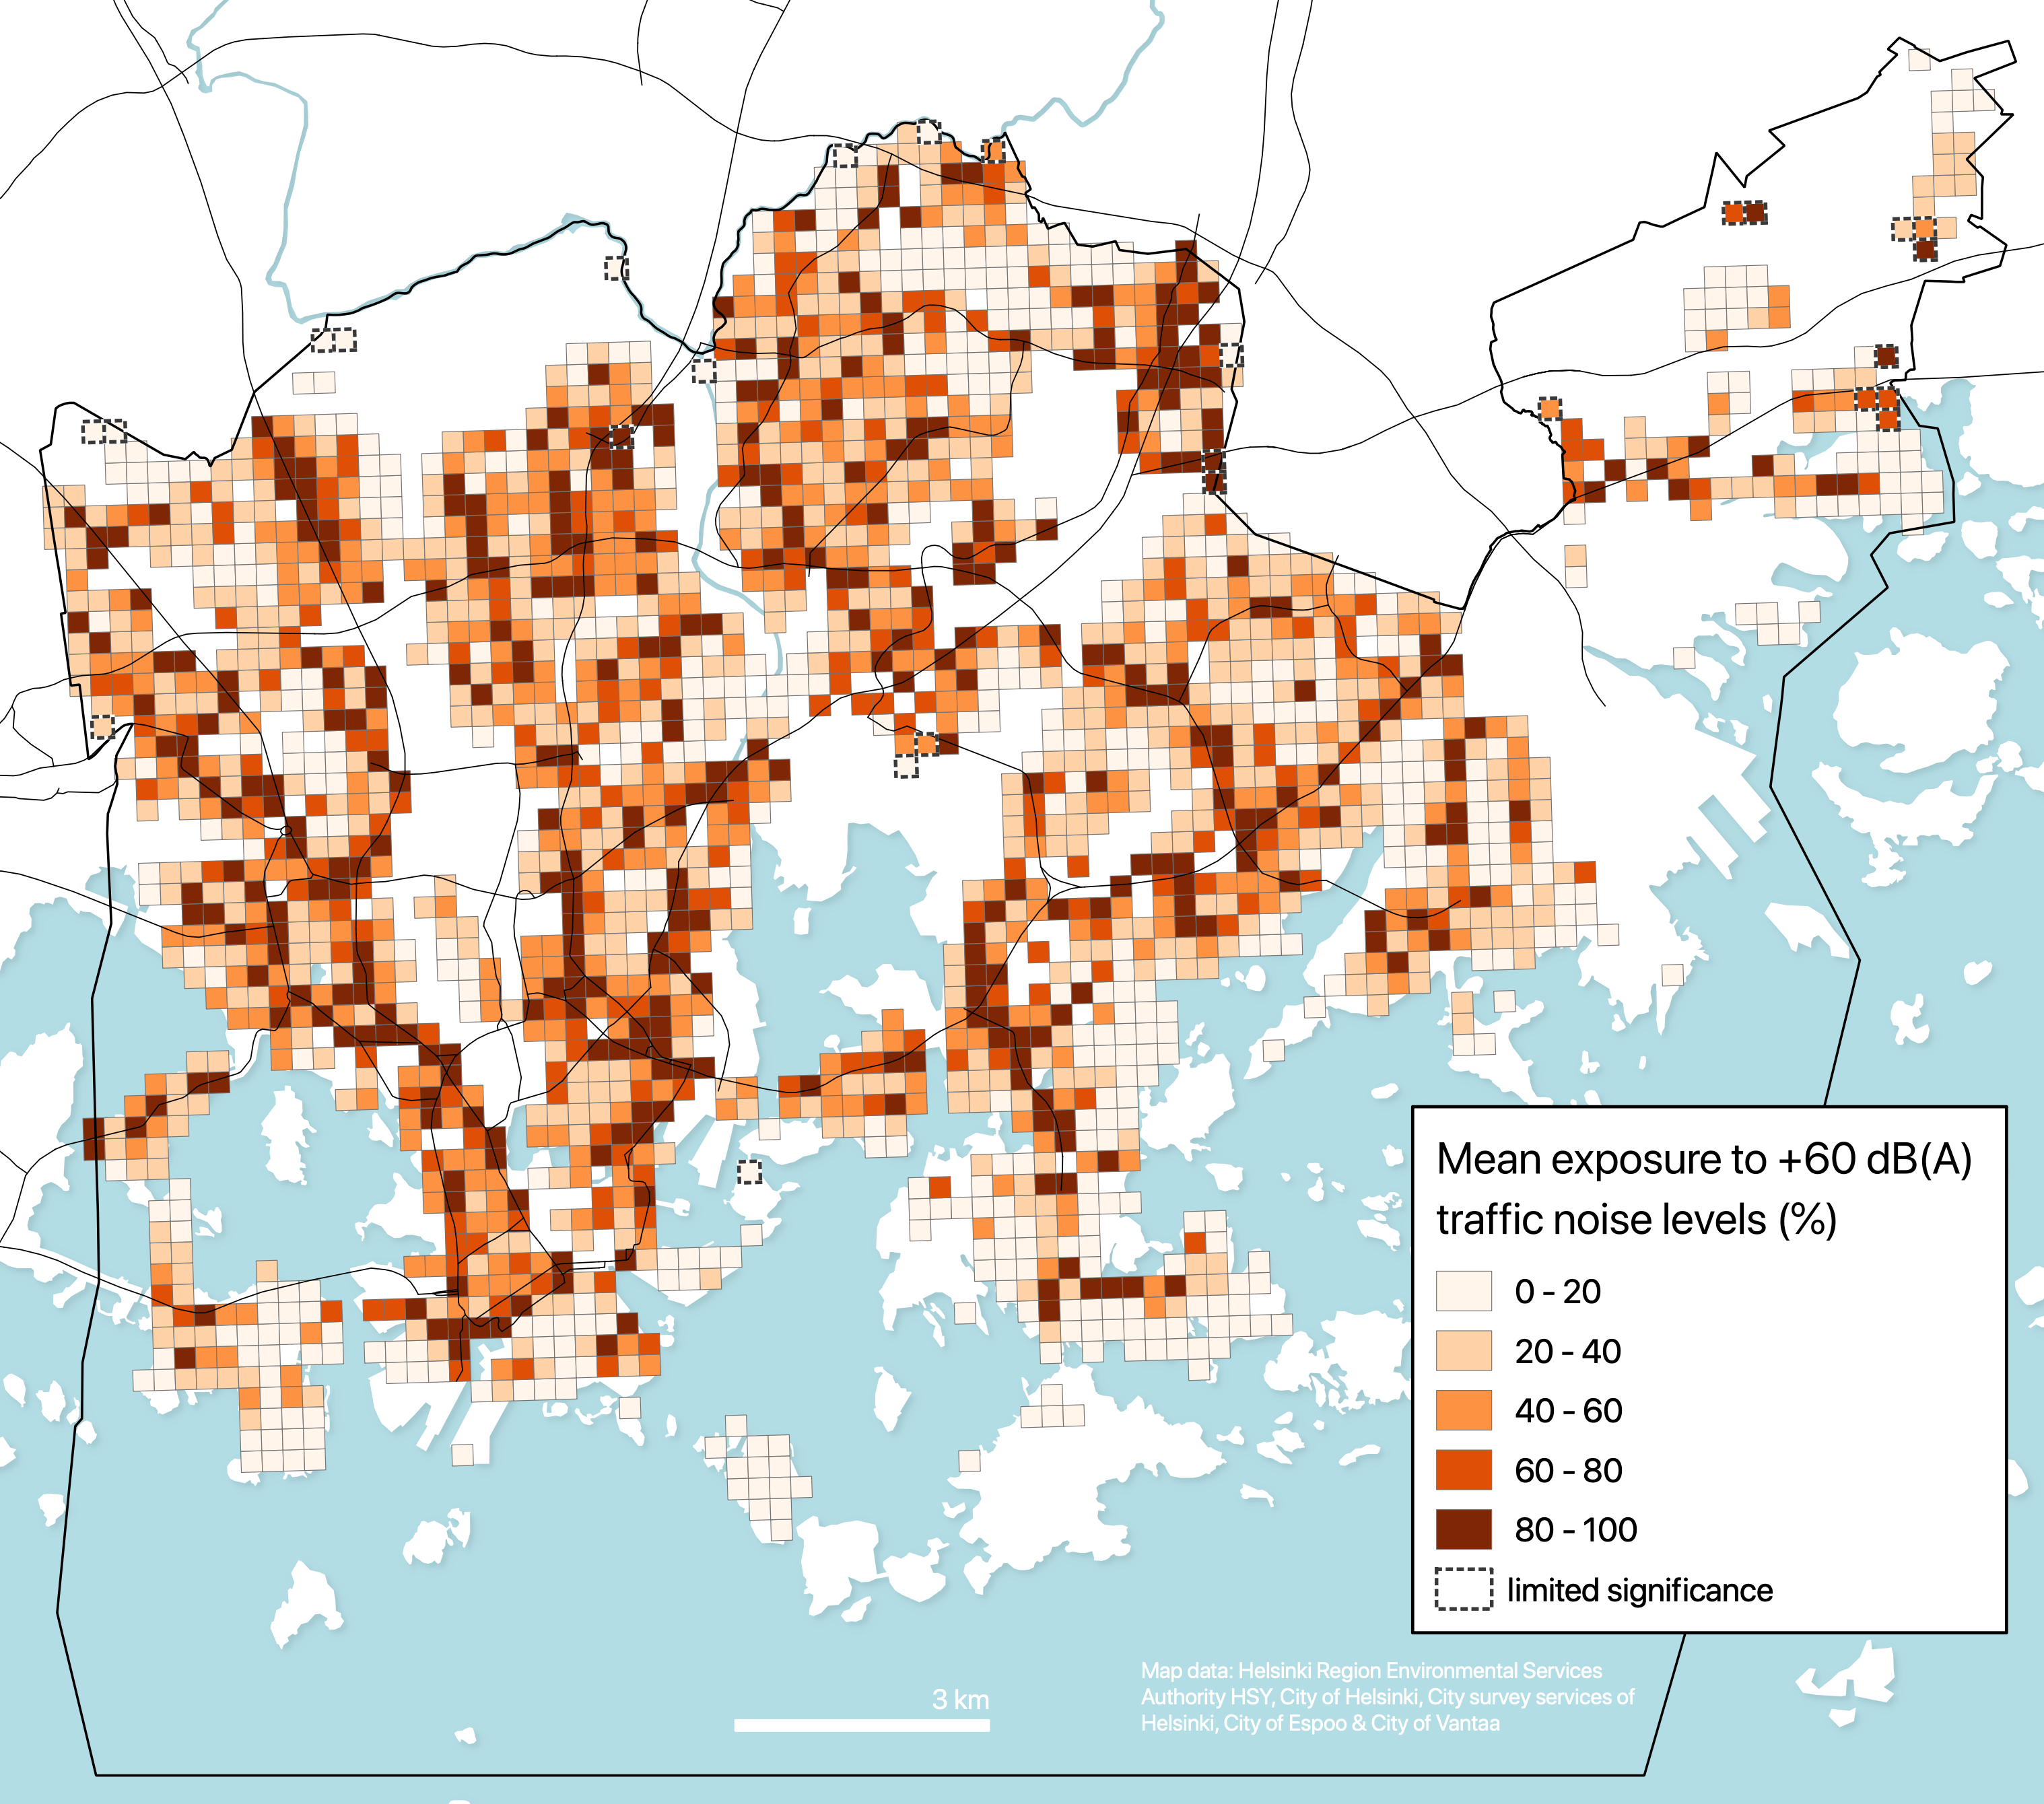 Mean exposure to +60 dB(A)
traffic noise levels (%)
0 - 20
20 - 40
40 - 60
60 - 80
80 - 100
limited significance
3 km
Map data: Helsinki Region Environmental Services
Authority HSY, City of Helsinki, City survey services of
Helsinki, City of Espoo & City of Vantaa